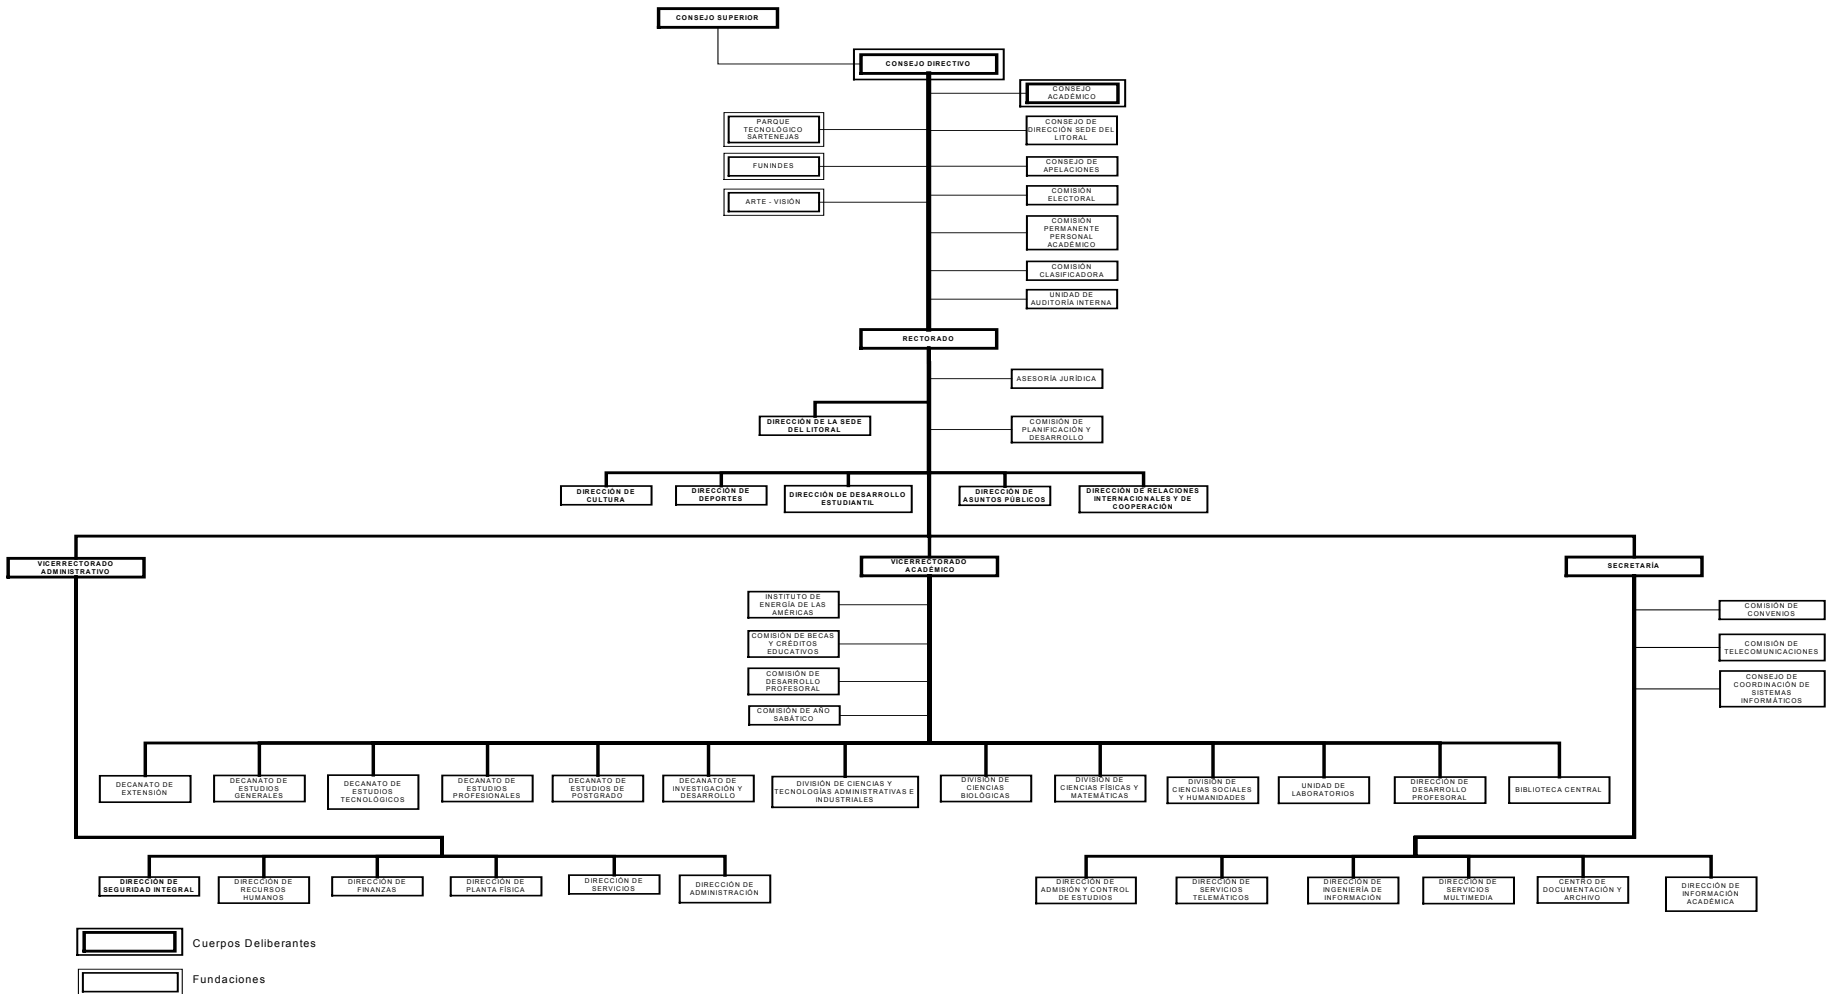 CONSEJO SUPERIOR
CONSEJO DIRECTIVO
CONSEJO
ACADÉMICO
PARQUE
TECNOLÓGICO
SARTENEJAS
CONSEJO DE
DIRECCIÓN SEDE DEL
LITORAL
FUNINDES
CONSEJO DE
APELACIONES
ARTE - VISIÓN
COMISIÓN
ELECTORAL
COMISIÓN
PERMANENTE
PERSONAL
ACADÉMICO
COMISIÓN
CLASIFICADORA
UNIDAD DE
AUDITORÍA INTERNA
RECTORADO
ASESORÍA JURÍDICA
DIRECCIÓN DE LA SEDE
DEL LITORAL
COMISIÓN DE
PLANIFICACIÓN Y
DESARROLLO
DIRECCIÓN DE
CULTURA
DIRECCIÓN DE
DEPORTES
DIRECCIÓN DE DESARROLLO
ESTUDIANTIL
DIRECCIÓN DE
ASUNTOS PÚBLICOS
DIRECCIÓN DE RELACIONES
INTERNACIONALES Y DE
COOPERACIÓN
VICERRECTORADO
ADMINISTRATIVO
VICERRECTORADO
ACADÉMICO
SECRETARÍA
INSTITUTO DE
ENERGÍA DE LAS
AMÉRICAS
COMISIÓN DE BECAS
Y CRÉDITOS
EDUCATIVOS
COMISIÓN DE
DESARROLLO
PROFESORAL
COMISIÓN DE AÑO
SABÁTICO
COMISIÓN DE
CONVENIOS
COMISIÓN DE
TELECOMUNICACIONES
CONSEJO DE
COORDINACIÓN DE
SISTEMAS
INFORMÁTICOS
DECANATO DE
EXTENSIÓN
DECANATO DE
ESTUDIOS
GENERALES
DECANATO DE
ESTUDIOS
TECNOLÓGICOS
DECANATO DE
ESTUDIOS
PROFESIONALES
DECANATO DE
ESTUDIOS DE
POSTGRADO
DECANATO DE
INVESTIGACIÓN Y
DESARROLLO
DIVISIÓN DE CIENCIAS Y
TECNOLOGÍAS ADMINISTRATIVAS E
INDUSTRIALES
DIVISIÓN DE
CIENCIAS
BIOLÓGICAS
DIVISIÓN DE
CIENCIAS FÍSICAS Y
MATEMÁTICAS
DIVISIÓN DE
CIENCIAS SOCIALES
Y HUMANIDADES
UNIDAD DE
LABORATORIOS
DIRECCIÓN DE
DESARROLLO
PROFESORAL
BIBLIOTECA CENTRAL
DIRECCIÓN DE
SEGURIDAD INTEGRAL
DIRECCIÓN DE
RECURSOS
HUMANOS
DIRECCIÓN DE
FINANZAS
DIRECCIÓN DE
PLANTA FÍSICA
DIRECCIÓN DE
SERVICIOS
DIRECCIÓN DE
ADMINISTRACIÓN
DIRECCIÓN DE
ADMISIÓN Y CONTROL
DE ESTUDIOS
DIRECCIÓN DE
SERVICIOS
TELEMÁTICOS
DIRECCIÓN DE
INGENIERÍA DE
INFORMACIÓN
DIRECCIÓN DE
SERVICIOS
MULTIMEDIA
CENTRO DE
DOCUMENTACIÓN Y
ARCHIVO
DIRECCIÓN DE
INFORMACIÓN
ACADÉMICA
Cuerpos Deliberantes
Fundaciones